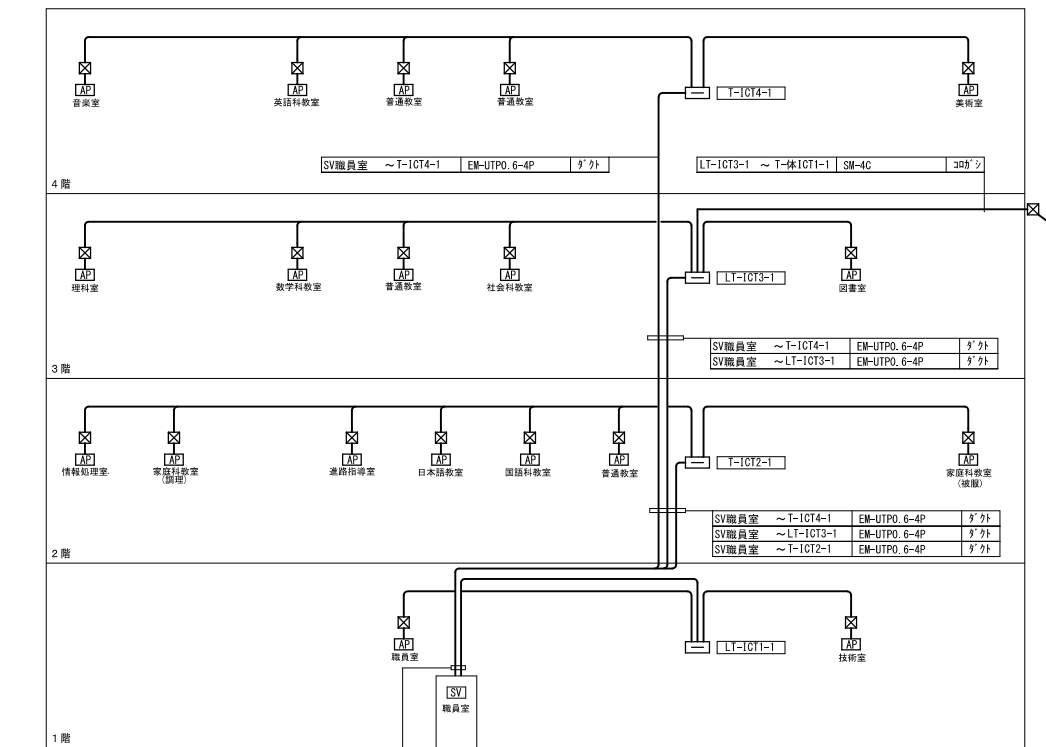 AP AP AP AP AP
音楽室 英語科教室 普通教室 普通教室 T-ICT4-1 美術室
SV職員室 ～T-ICT4-1 EM-UTP0.6-4P ﾀﾞｸﾄ
LT-ICT3-1 ～ T-体ICT1-1 SM-4C ｺﾛｶﾞｼ
4階
AP AP AP AP AP
理科室 数学科教室 普通教室 社会科教室 LT-ICT3-1 図書室
SV職員室 ～T-ICT4-1 EM-UTP0.6-4P ﾀﾞｸﾄ
SV職員室 ～LT-ICT3-1 EM-UTP0.6-4P ﾀﾞｸﾄ
3階
AP AP AP AP AP AP T-ICT2-1 AP
情報処理室 家庭科教室 進路指導室 日本語教室 国語科教室 普通教室 家庭科教室
(調理) (被服)
SV職員室 ～T-ICT4-1 EM-UTP0.6-4P ﾀﾞｸﾄ
SV職員室 ～LT-ICT3-1 EM-UTP0.6-4P ﾀﾞｸﾄ
SV職員室 ～T-ICT2-1 EM-UTP0.6-4P ﾀﾞｸﾄ
2階
AP LT-ICT1-1 AP
職員室 技術室
SV
職員室
1階